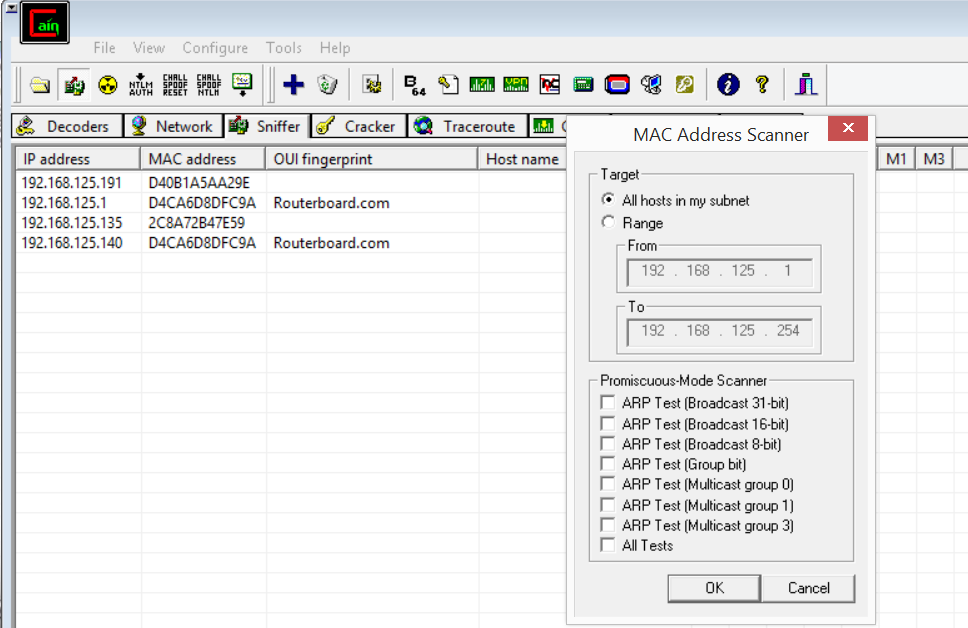 Cain
File View Configure Tools Help
NTLM AUTH
CHALL SPOOF RESET
CHALL SPOOF NTLM
B64
Decoders Network Sniffer Cracker Traceroute
MAC Address Scanner
IP address MAC address OUI fingerprint Host name M1 M3
192.168.125.191 D40B1A5AA29E
192.168.125.1 D4CA6D8DFC9A Routerboard.com
192.168.125.135 2C8A72B47E59
192.168.125.140 D4CA6D8DFC9A Routerboard.com
Target
All hosts in my subnet
Range
From
192 . 168 . 125 . 1
To
192 . 168 . 125 . 254
Promiscuous-Mode Scanner
ARP Test (Broadcast 31-bit)
ARP Test (Broadcast 16-bit)
ARP Test (Broadcast 8-bit)
ARP Test (Group bit)
ARP Test (Multicast group 0)
ARP Test (Multicast group 1)
ARP Test (Multicast group 3)
All Tests
OK Cancel